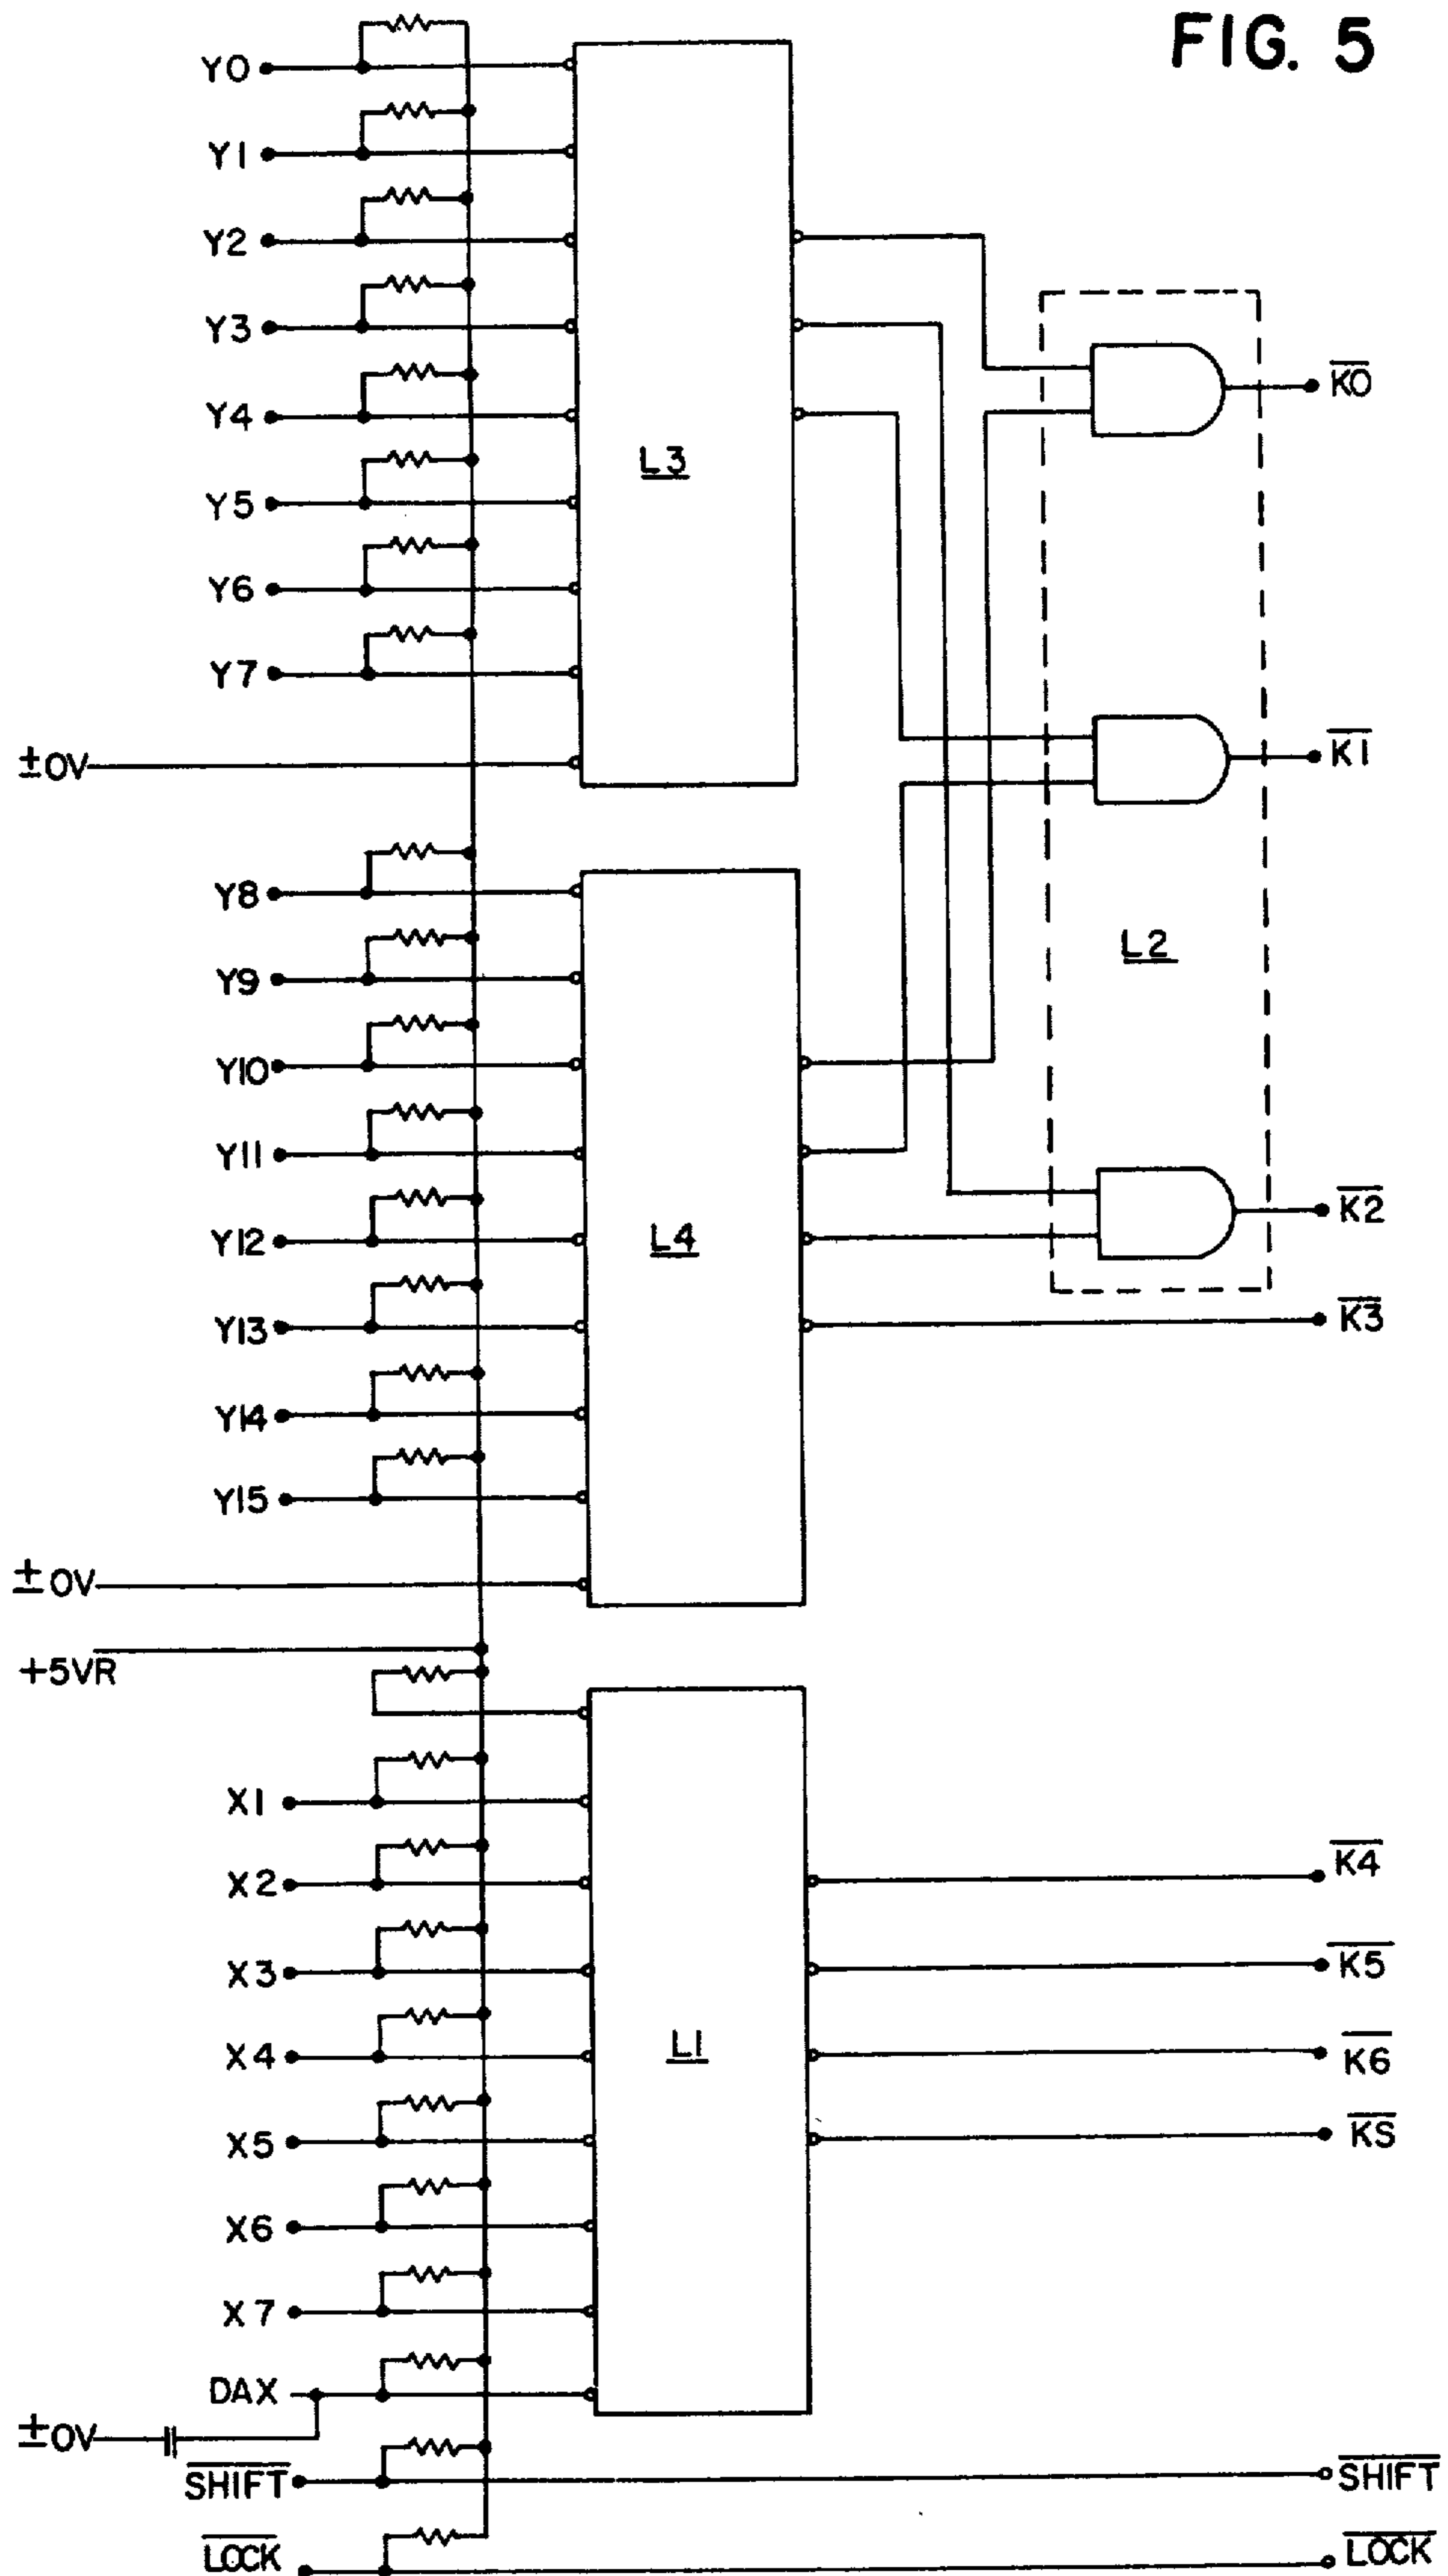 FIG. 5
Y0
Y1
Y2
Y3
K0
Y4
L3
Y5
Y6
Y7
K1
±0V
Y8
L2
Y9
Y10
Y11
K2
Y12
L4
Y13
K3
Y14
Y15
±0V
+5VR
X1
K4
X2
X3
K5
X4
L1
K6
X5
KS
X6
X7
DAX
±0V
SHIFT
SHIFT
LOCK
LOCK